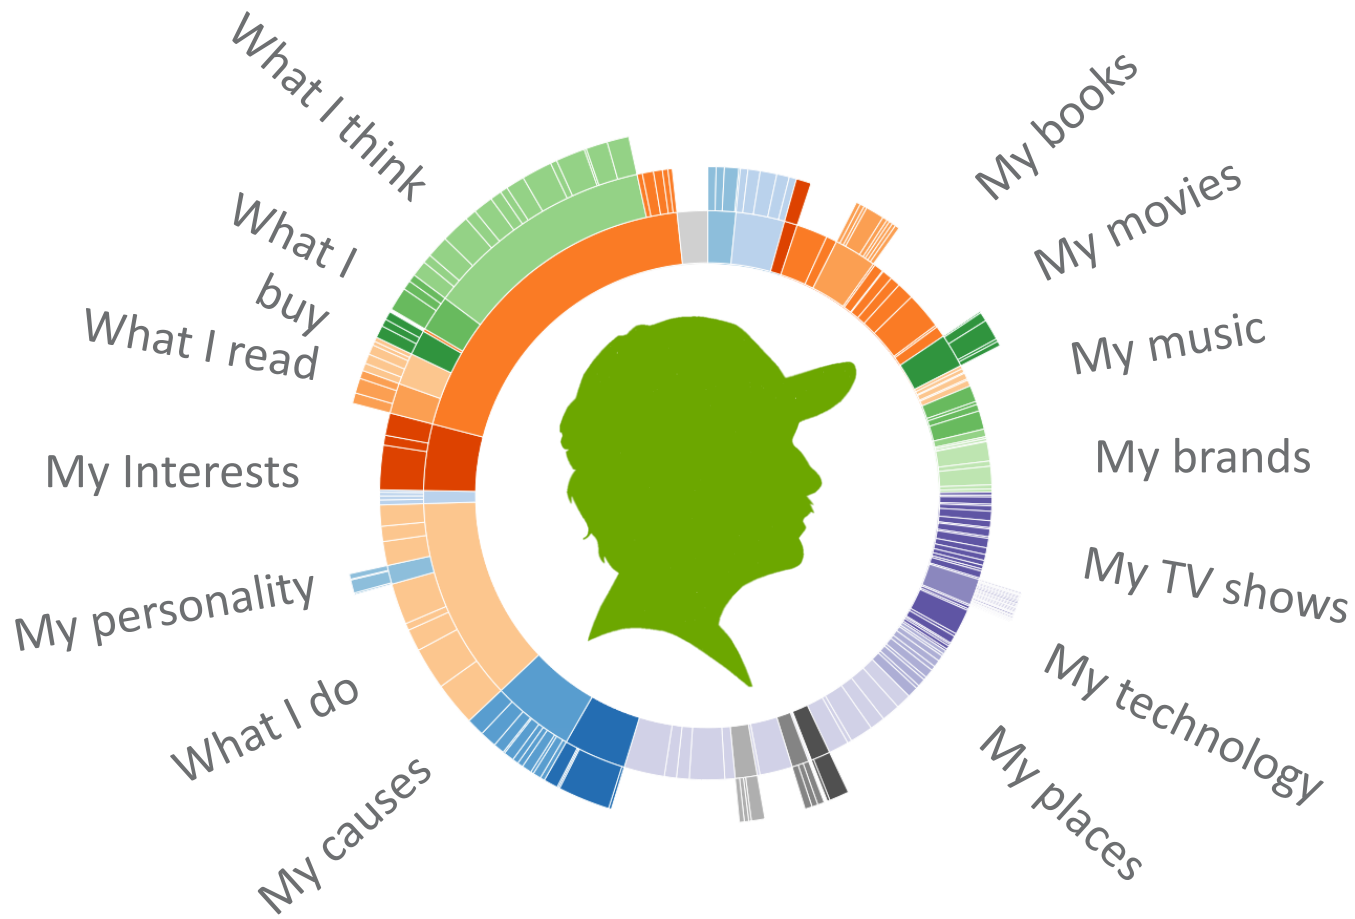 What I think
What I
buy
What I read
My Interests
My personality
What I do
My causes
My books
My movies
My music
My brands
My TV shows
My technology
My places